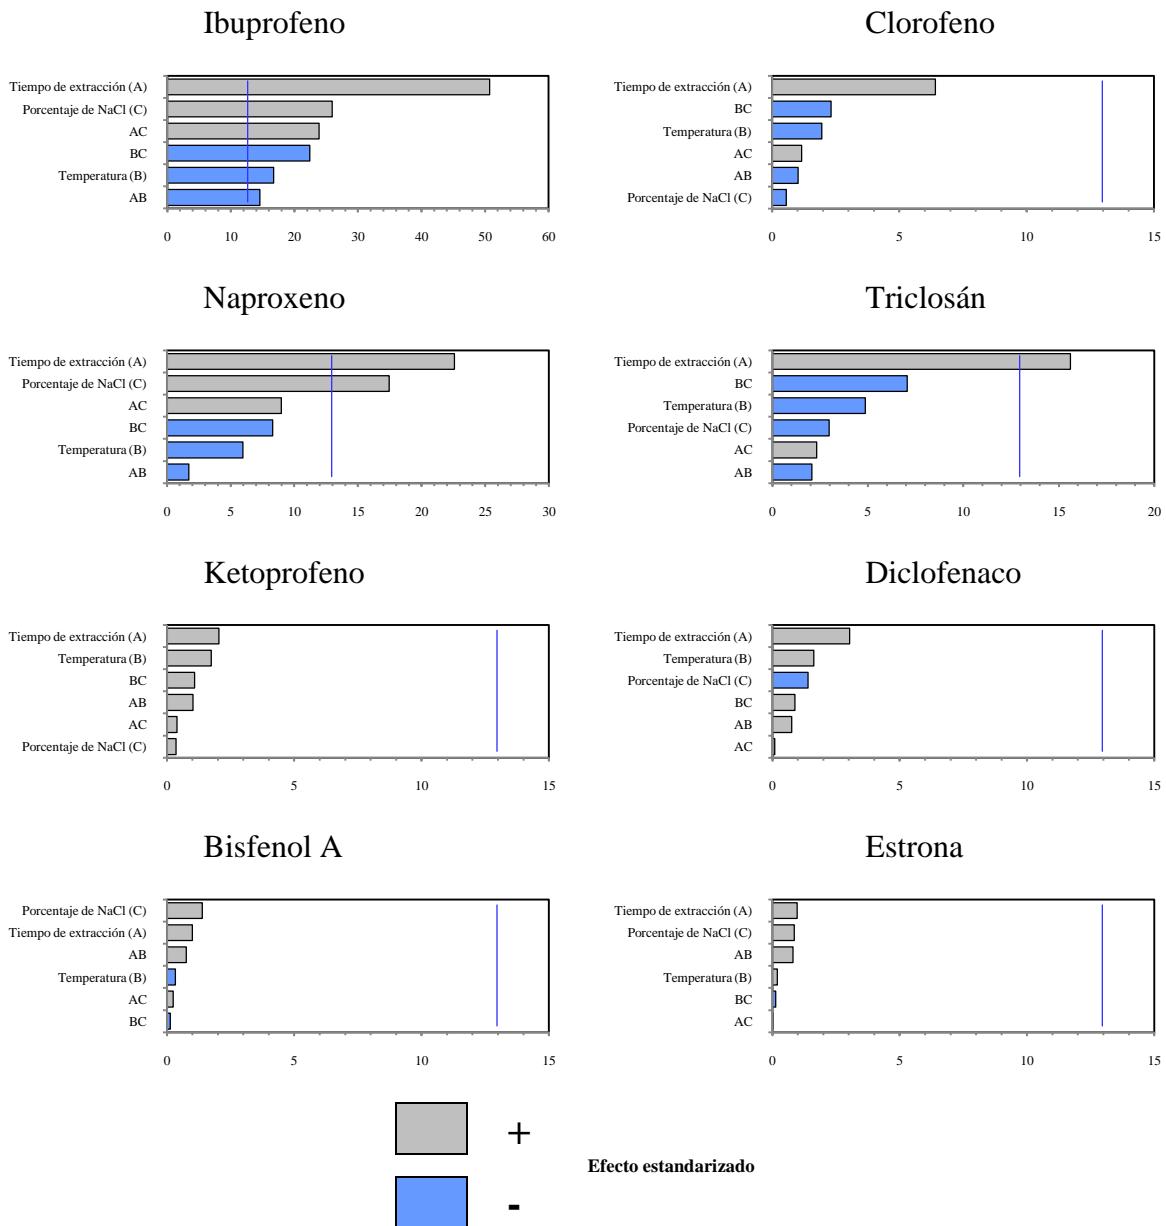 Ibuprofeno
Tiempo de extracción (A)
Porcentaje de NaCl (C)
AC
BC
Temperatura (B)
AB
0 10 20 30 40 50 60
Clorofeno
Tiempo de extracción (A)
BC
Temperatura (B)
AC
AB
Porcentaje de NaCl (C)
0 5 10 15
Naproxeno
Tiempo de extracción (A)
Porcentaje de NaCl (C)
AC
BC
Temperatura (B)
AB
0 5 10 15 20 25 30
Triclosán
Tiempo de extracción (A)
BC
Temperatura (B)
Porcentaje de NaCl (C)
AC
AB
0 5 10 15 20
Ketoprofeno
Tiempo de extracción (A)
Temperatura (B)
BC
AB
AC
Porcentaje de NaCl (C)
0 5 10 15
Diclofenaco
Tiempo de extracción (A)
Temperatura (B)
Porcentaje de NaCl (C)
BC
AB
AC
0 5 10 15
Bisfenol A
Porcentaje de NaCl (C)
Tiempo de extracción (A)
AB
Temperatura (B)
AC
BC
0 5 10 15
Estrona
Tiempo de extracción (A)
Porcentaje de NaCl (C)
AB
Temperatura (B)
BC
AC
0 5 10 15
+
Efecto estandarizado
-